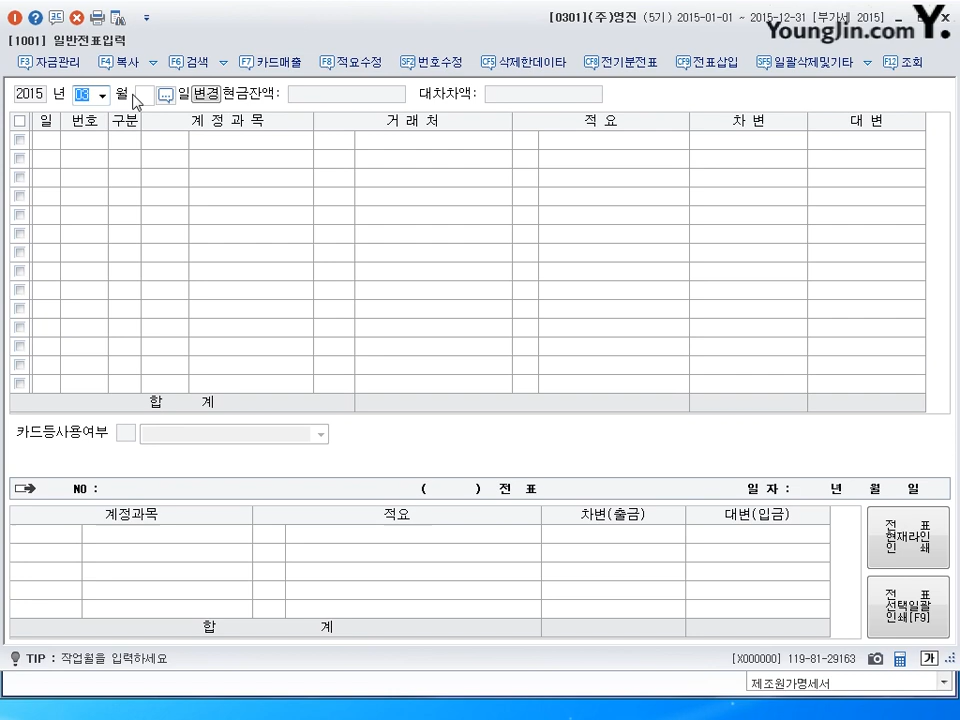 [0301](주)영진 (5기) 2015-01-01 ~ 2015-12-31 [부가세 2015]
YoungJin.com Y.
[1001] 일반전표입력
F3 자금관리 F4 복사 F6 검색 F7 카드매출 F8 적요수정 SF2 번호수정 CF5 삭제한데이타 CF8 전기분전표 CF9 전표삽입 SF5 일괄삭제및기타 F12 조회
2015 년 03 월 일 변경 현금잔액: 대차차액:
일 번호 구분 계 정 과 목 거 래 처 적 요 차 변 대 변
합 계
카드등사용여부
NO : ( ) 전 표 일 자 : 년 월 일
계정과목 적요 차변(출금) 대변(입금)
전 표
현재라인
인 쇄
전 표
선택일괄
인쇄[F9]
합 계
TIP : 작업월을 입력하세요 [X000000] 119-81-29163 가
제조원가명세서